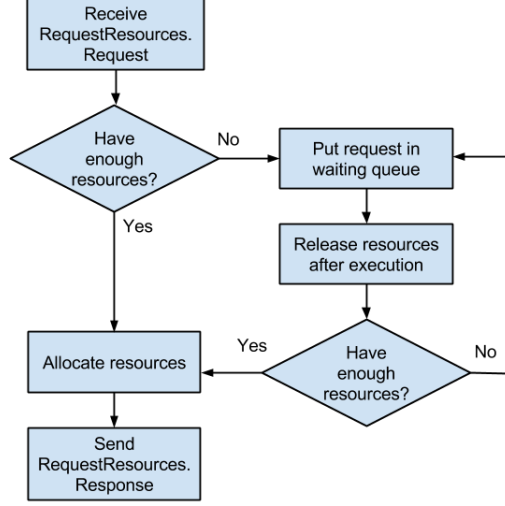 Receive
RequestResources.
Request
Have
enough
resources?
No
Put request in
waiting queue
Yes
Release resources
after execution
Allocate resources
Yes
Have
enough
resources?
No
Send
RequestResources.
Response